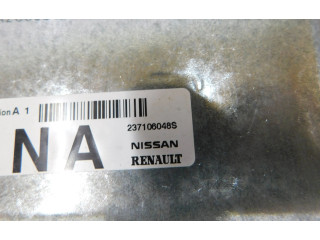 ion A 1
237106048S
NA
NISSAN
RENAULT